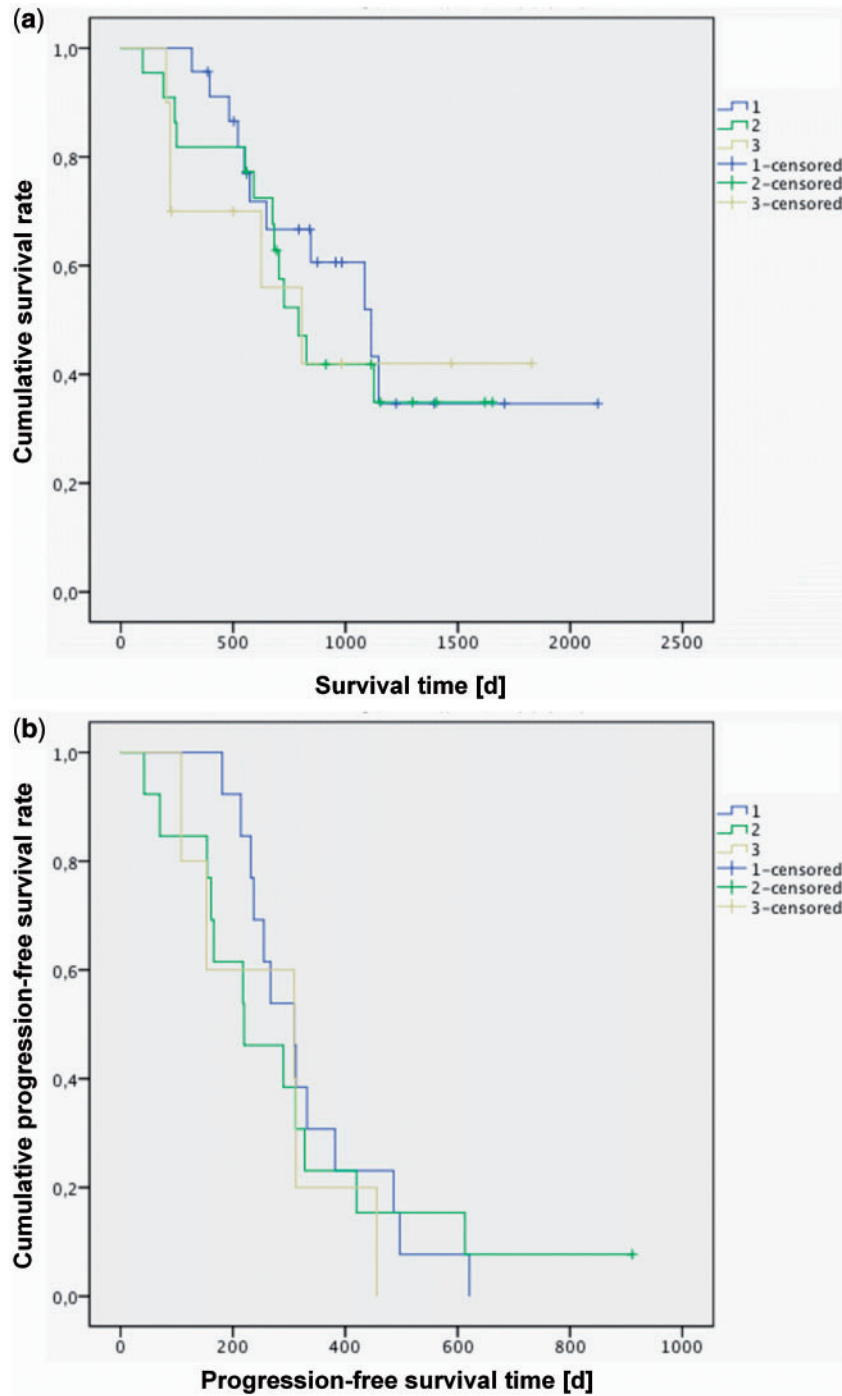 (a)
Cumulative survival rate
1,0
0,8
0,6
0,4
0,2
0,0
0 500 1000 1500 2000 2500
Survival time [d]
1
2
3
1-censored
2-censored
3-censored
(b)
Cumulative progression-free survival rate
1,0
0,8
0,6
0,4
0,2
0,0
0 200 400 600 800 1000
Progression-free survival time [d]
1
2
3
1-censored
2-censored
3-censored